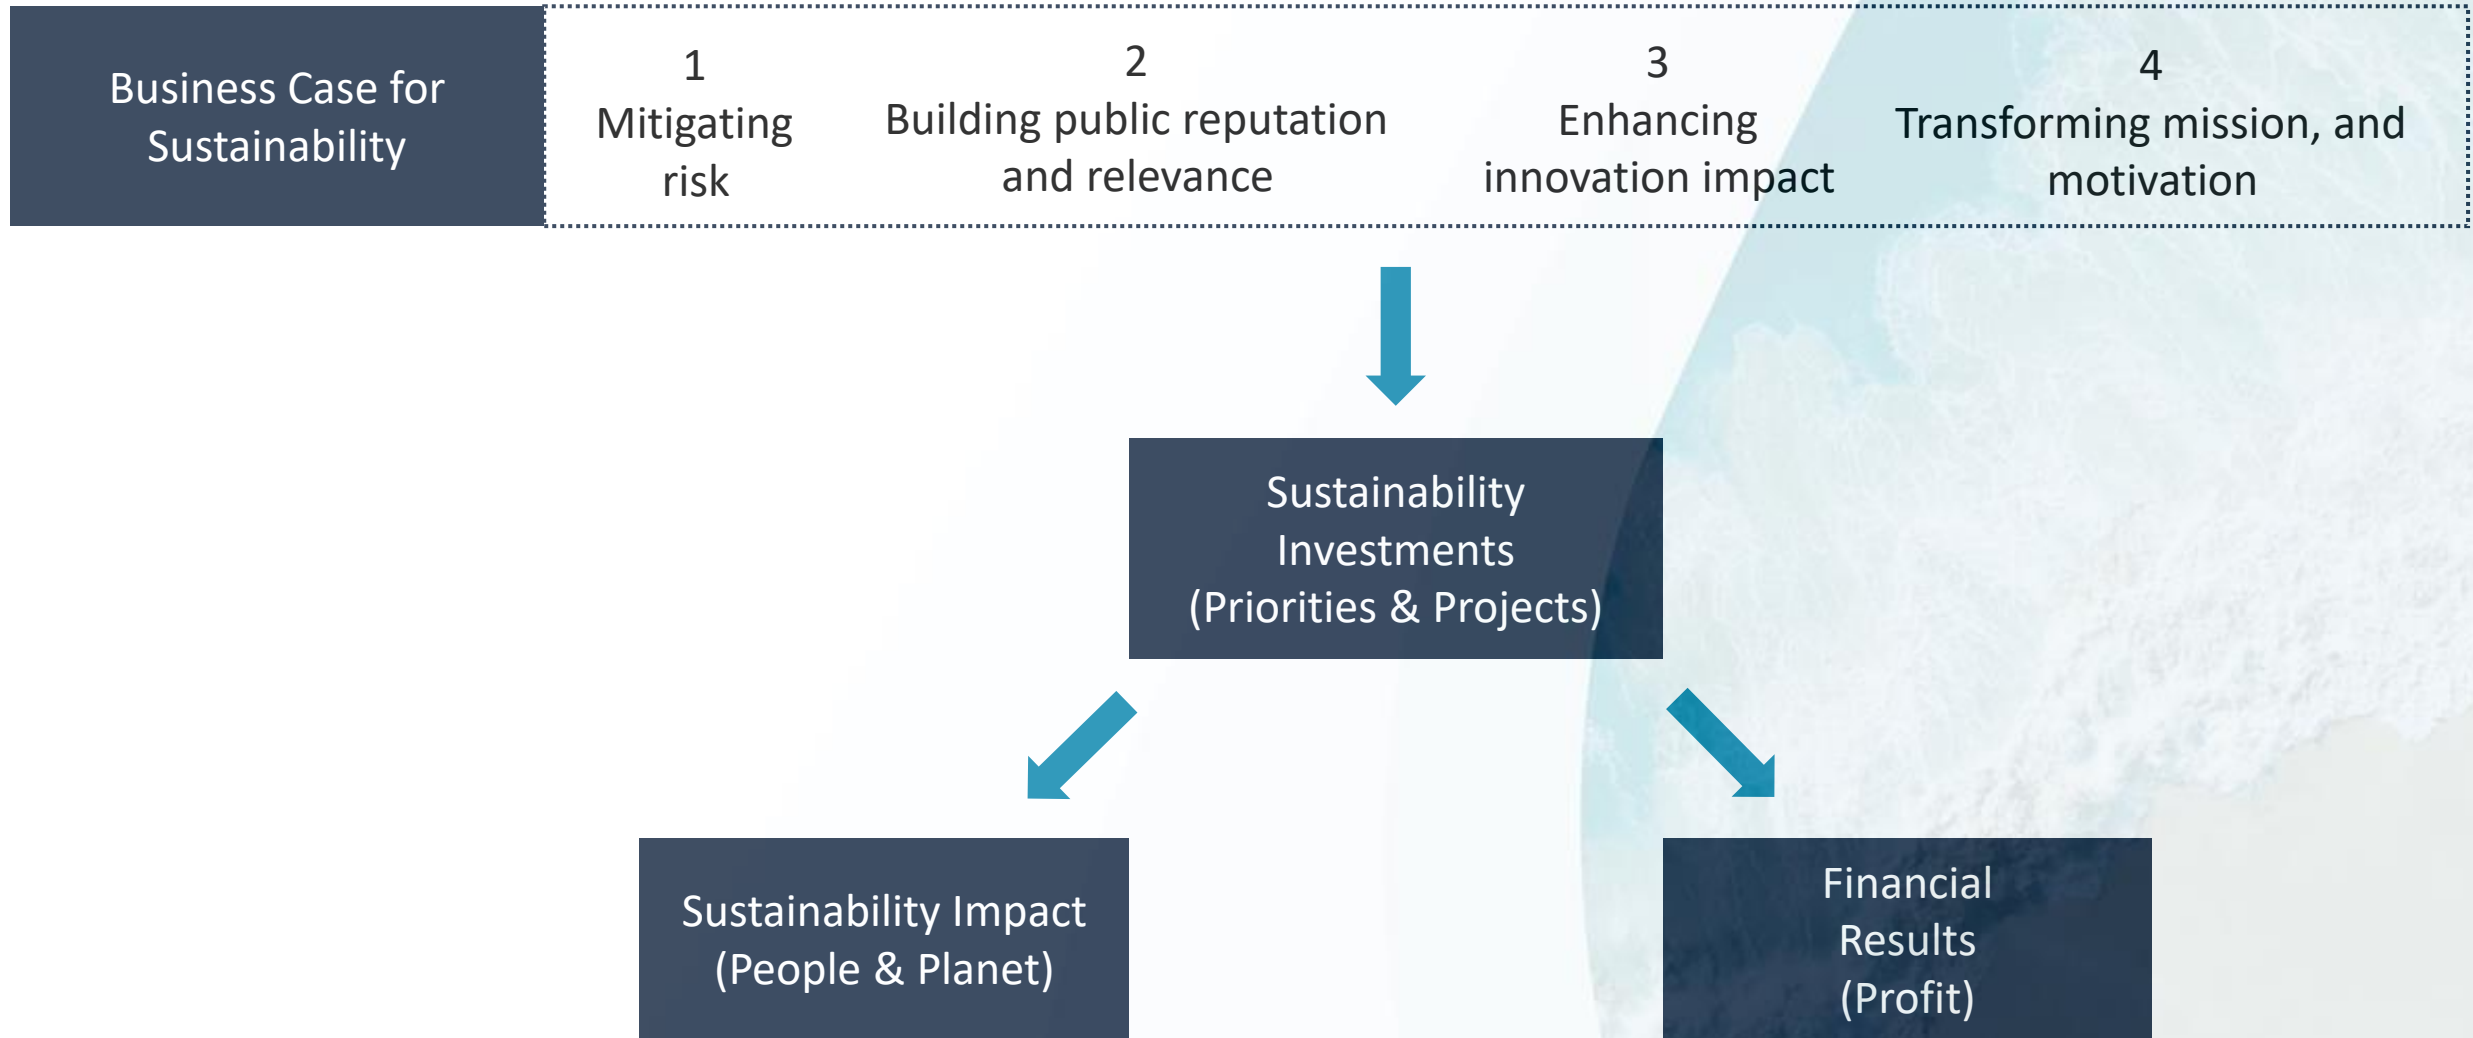 Business Case for
Sustainability
1
Mitigating
risk
2
Building public reputation
and relevance
3
Enhancing
innovation impact
4
Transforming mission, and
motivation
Sustainability
Investments
(Priorities & Projects)
Sustainability Impact
(People & Planet)
Financial
Results
(Profit)